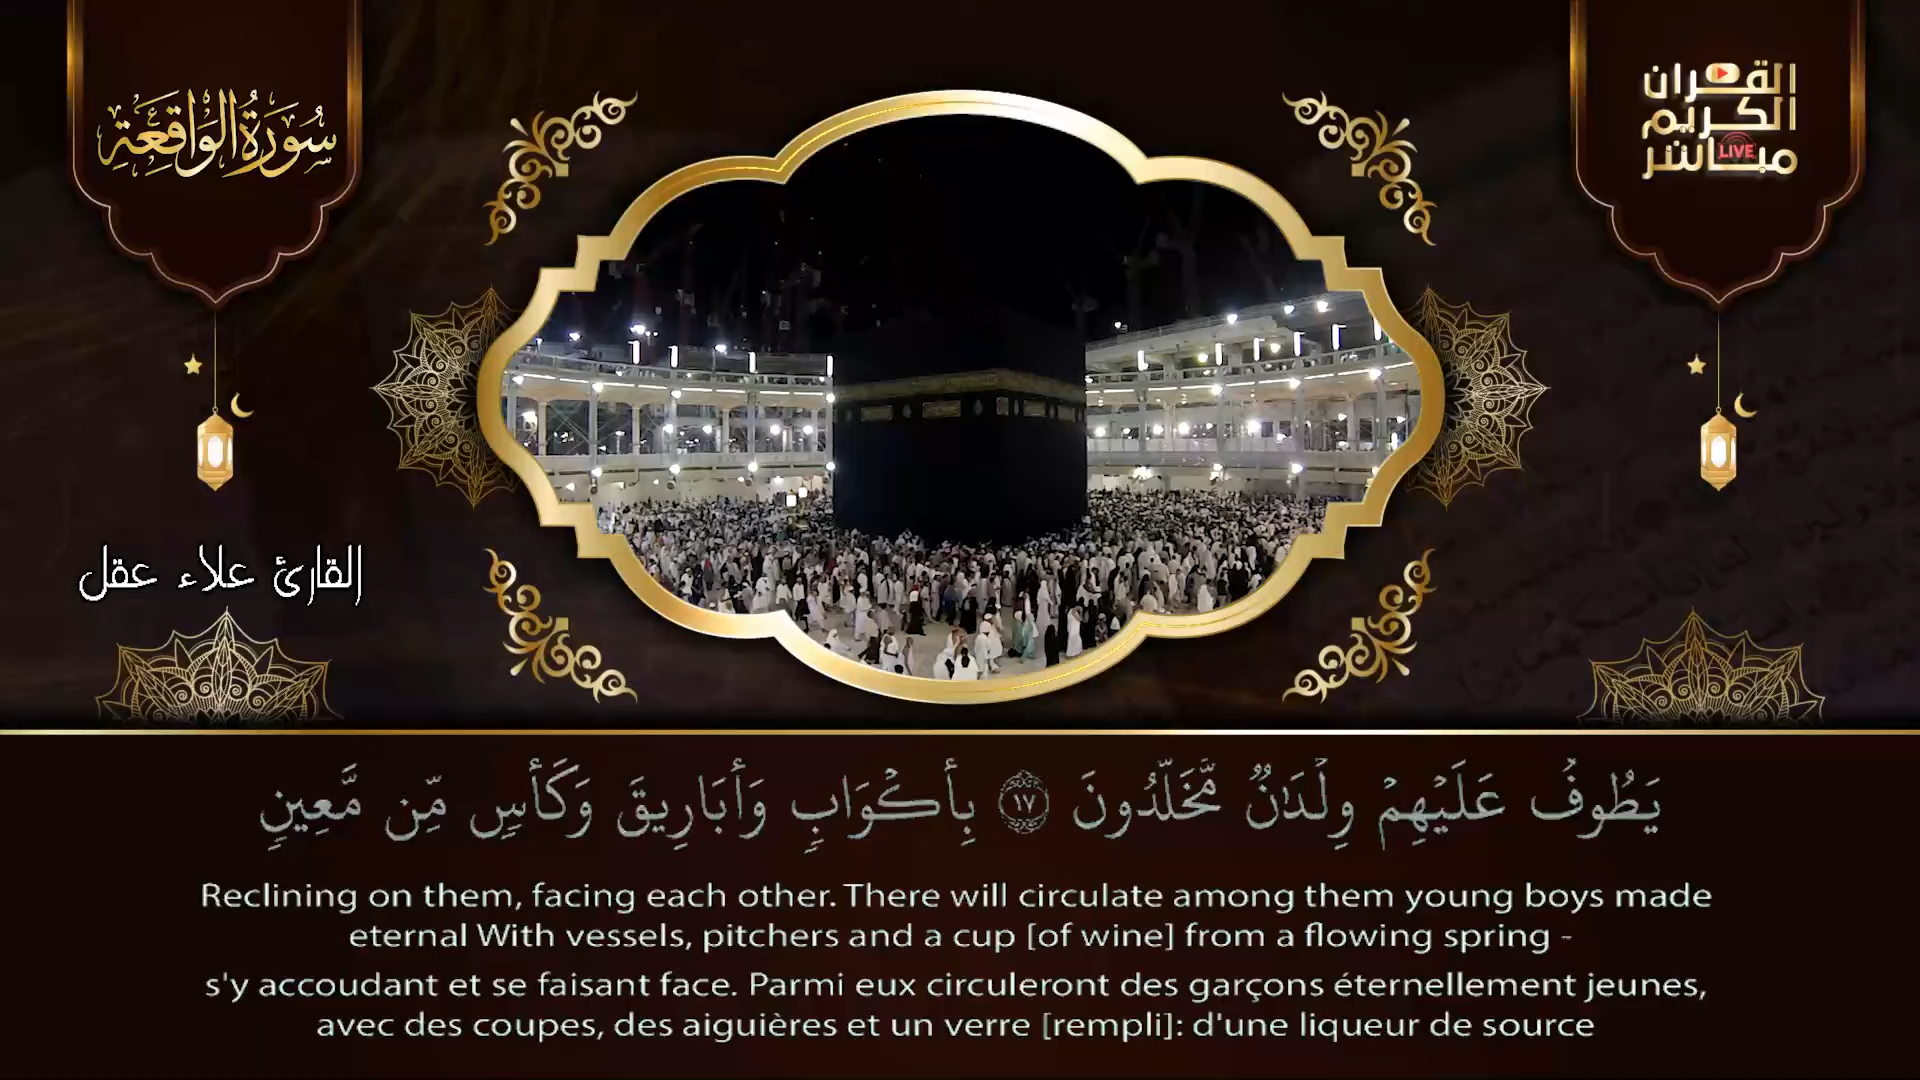 سُورَةُ الْوَاقِعَةِ
القرآن
الكريم
مباشر
LIVE
القارئ علاء عقل
يَطُوفُ عَلَيْهِمْ وِلْدَانٌ مُّخَلَّدُونَ ١٧ بِأَكْوَابٍ وَأَبَارِيقَ وَكَأْسٍ مِّن مَّعِينٍ
Reclining on them, facing each other. There will circulate among them young boys made
eternal With vessels, pitchers and a cup [of wine] from a flowing spring -
s'y accoudant et se faisant face. Parmi eux circuleront des garçons éternellement jeunes,
avec des coupes, des aiguières et un verre [rempli]: d'une liqueur de source